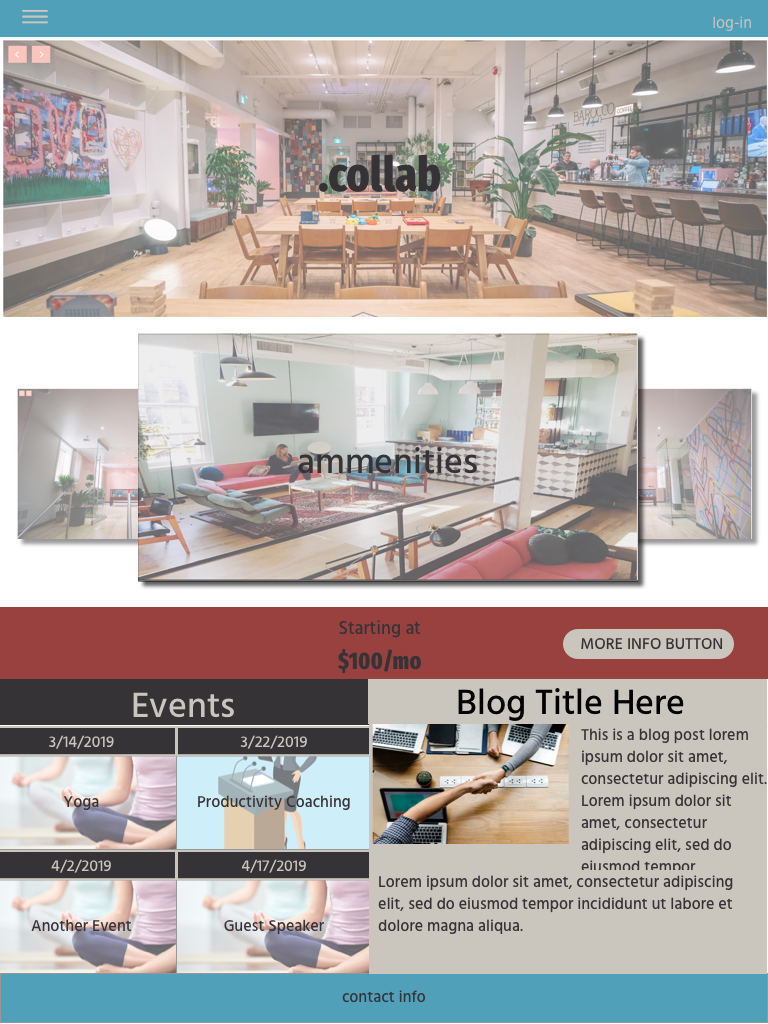 log-in
BAROCCO
COFFEE
.collab
ammenities
Starting at
$100/mo
MORE INFO BUTTON
Events
3/14/2019
3/22/2019
Yoga
Productivity Coaching
4/2/2019
4/17/2019
Another Event
Guest Speaker
Blog Title Here
This is a blog post lorem
ipsum dolor sit amet,
consectetur adipiscing elit.
Lorem ipsum dolor sit
amet, consectetur
adipiscing elit, sed do
eiusmod tempor
Lorem ipsum dolor sit amet, consectetur adipiscing
elit, sed do eiusmod tempor incididunt ut labore et
dolore magna aliqua.
contact info